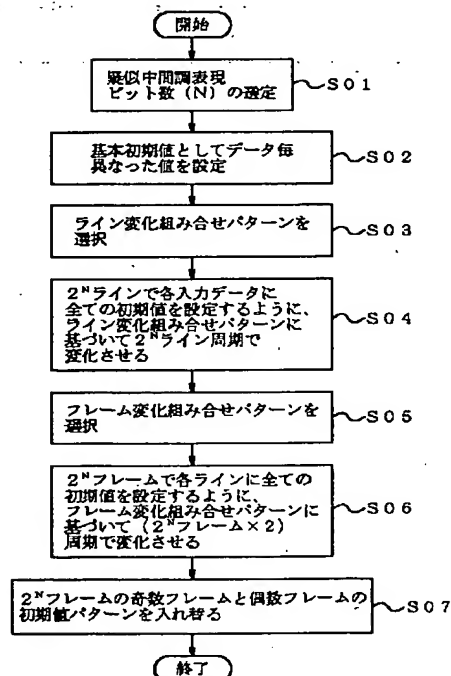 開始
疑似中間調表現
ビット数（N）の選定
S01
基本初期値としてデータ毎
異なった値を設定
S02
ライン変化組み合せパターンを
選択
S03
2ᴺラインで各入力データに
全ての初期値を設定するように、
ライン変化組み合せパターンに
基づいて2ᴺライン周期で
変化させる
S04
フレーム変化組み合せパターンを
選択
S05
2ᴺフレームで各ラインに全ての
初期値を設定するように、
フレーム変化組み合せパターンに
基づいて（2ᴺフレーム×2）
周期で変化させる
S06
2ᴺフレームの奇数フレームと偶数フレームの
初期値パターンを入れ替る
S07
終了